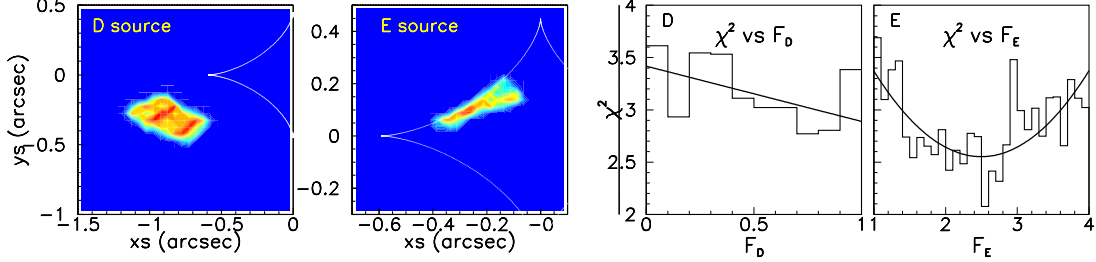 D source
0.5
0
−0.5
−1
−1.5
−1
−0.5
0
xs (arcsec)
ys (arcsec)
E source
0.4
0.2
0
−0.2
−0.6
−0.4
−0.2
−0
xs (arcsec)
D
χ² vs F_D
4
3.5
3
2.5
2
χ²
0
0.5
1
F_D
E
χ² vs F_E
1
2
3
4
F_E